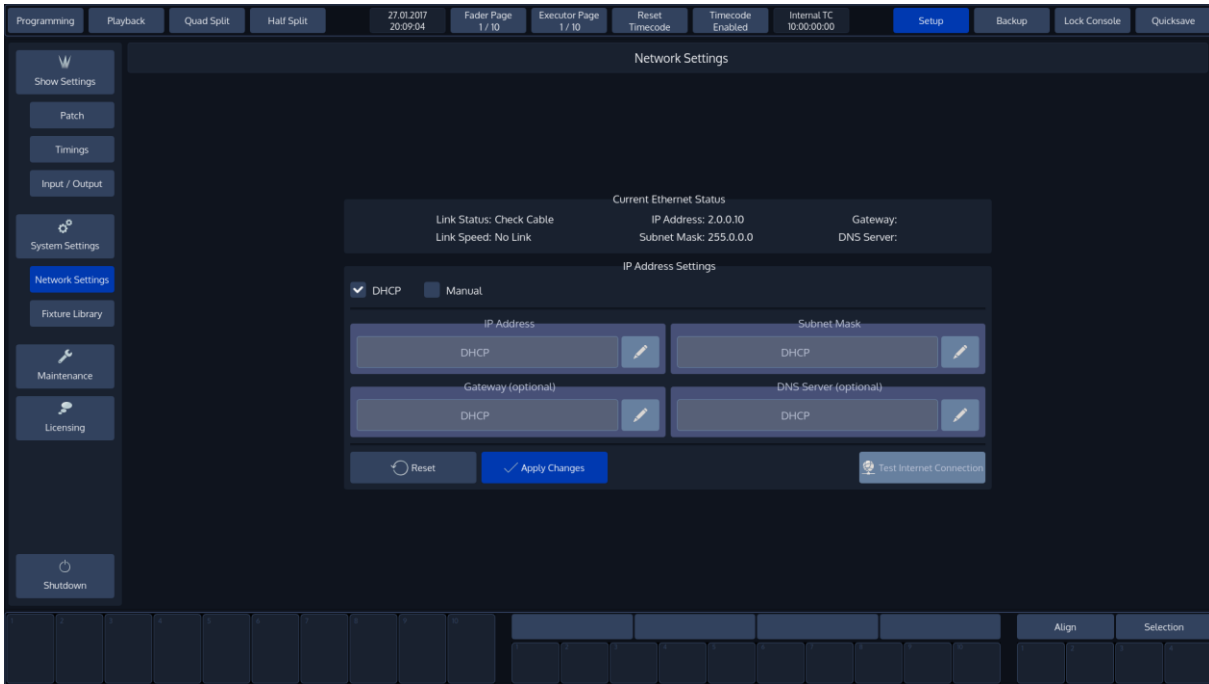 Programming
Playback
Quad Split
Half Split
27.01.2017
20:09:04
Fader Page
1 / 10
Executor Page
1 / 10
Reset
Timecode
Timecode
Enabled
Internal TC
10:00:00:00
Setup
Backup
Lock Console
Quicksave
Show Settings
Patch
Timings
Input / Output
System Settings
Network Settings
Fixture Library
Maintenance
Licensing
Shutdown
Network Settings
Current Ethernet Status
Link Status: Check Cable
IP Address: 2.0.0.10
Gateway:
Link Speed: No Link
Subnet Mask: 255.0.0.0
DNS Server:
IP Address Settings
DHCP
Manual
IP Address
Subnet Mask
DHCP
DHCP
Gateway (optional)
DNS Server (optional)
DHCP
DHCP
Reset
Apply Changes
Test Internet Connection
Align
Selection